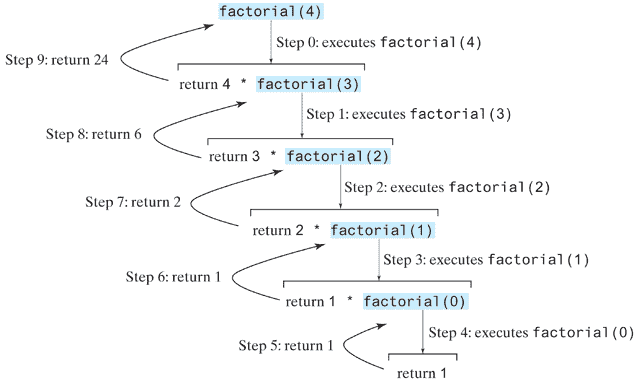 factorial(4)
Step 0: executes factorial(4)
Step 9: return 24
return 4 * factorial(3)
Step 1: executes factorial(3)
Step 8: return 6
return 3 * factorial(2)
Step 2: executes factorial(2)
Step 7: return 2
return 2 * factorial(1)
Step 3: executes factorial(1)
Step 6: return 1
return 1 * factorial(0)
Step 4: executes factorial(0)
Step 5: return 1
return 1